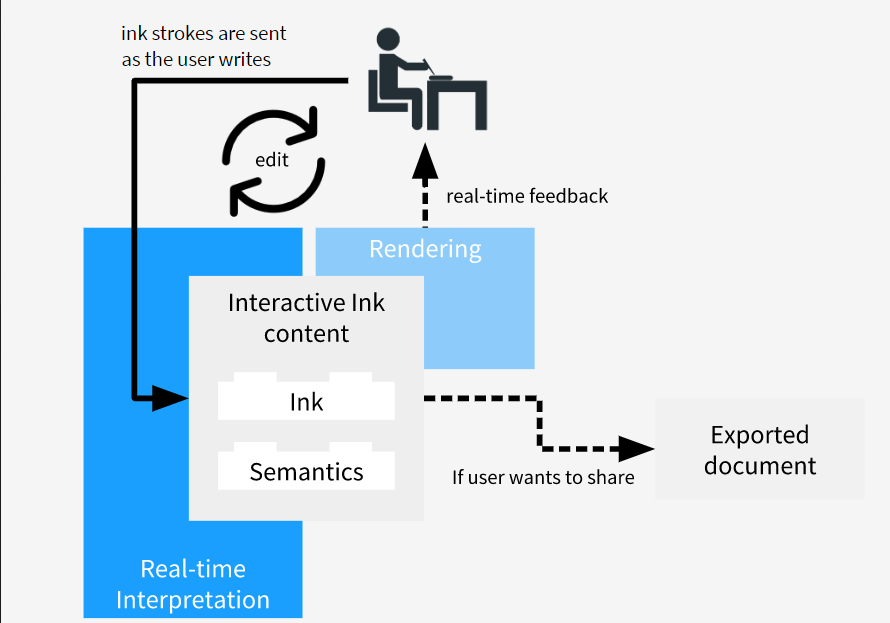 ink strokes are sent
as the user writes
edit
real-time feedback
Rendering
Interactive Ink
content
Ink
Semantics
If user wants to share
Exported
document
Real-time
Interpretation